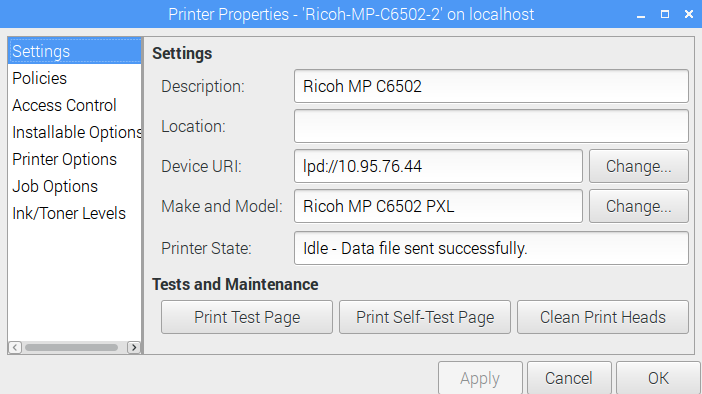 Printer Properties - 'Ricoh-MP-C6502-2' on localhost
Settings
Policies
Access Control
Installable Options
Printer Options
Job Options
Ink/Toner Levels
Settings
Description: Ricoh MP C6502
Location:
Device URI: lpd://10.95.76.44 Change...
Make and Model: Ricoh MP C6502 PXL Change...
Printer State: Idle - Data file sent successfully.
Tests and Maintenance
Print Test Page Print Self-Test Page Clean Print Heads
Apply Cancel OK